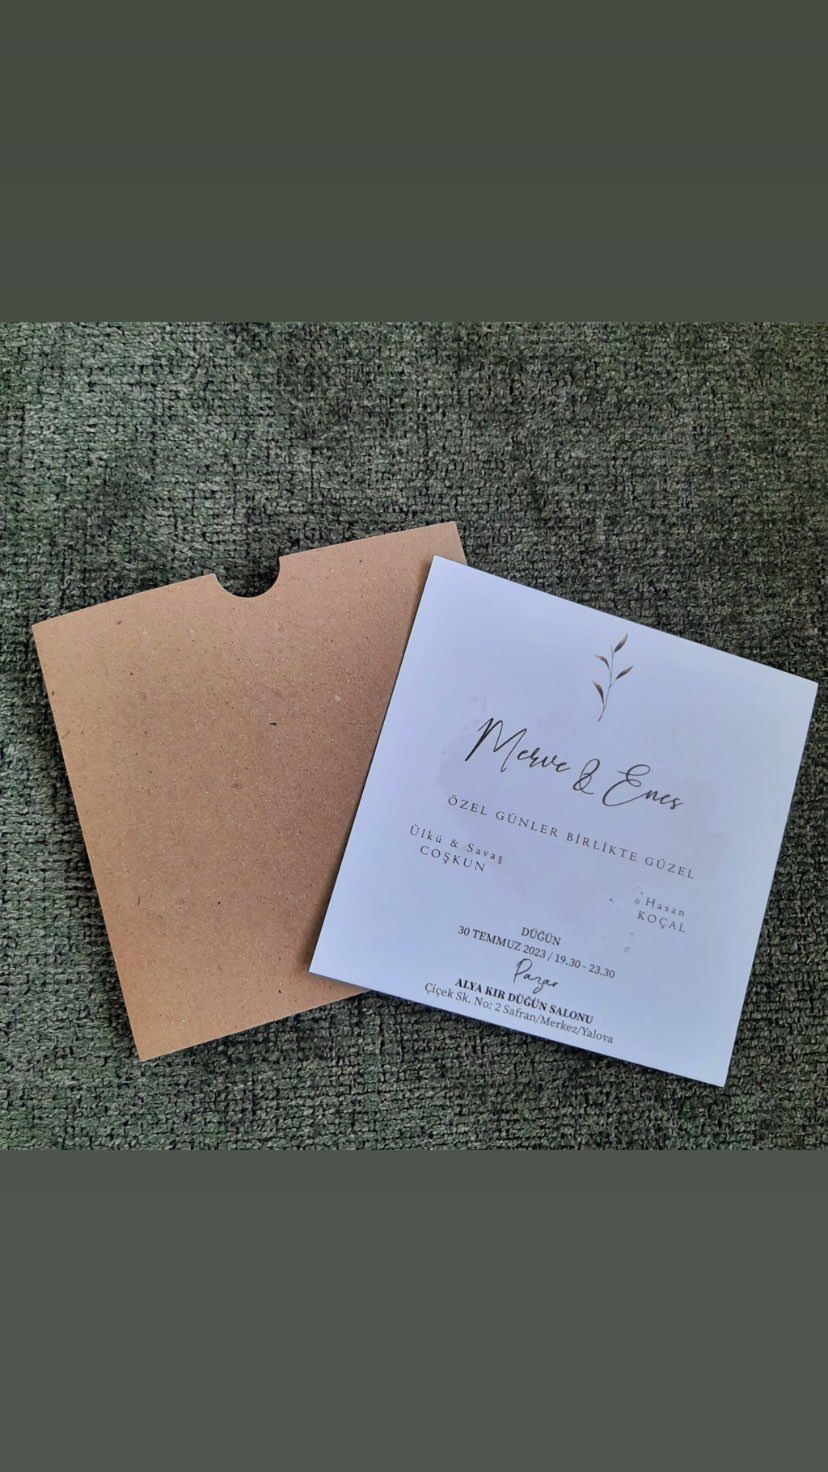 Merve & Enes
ÖZEL GÜNLER BİRLİKTE GÜZEL
Ülkü & Savaş
COŞKUN
Hasan
KOÇAL
DÜĞÜN
30 TEMMUZ 2023 / 19.30 - 23.30
Pazar
ALYA KIR DÜĞÜN SALONU
Çiçek Sk. No: 2 Safran/Merkez/Yalova